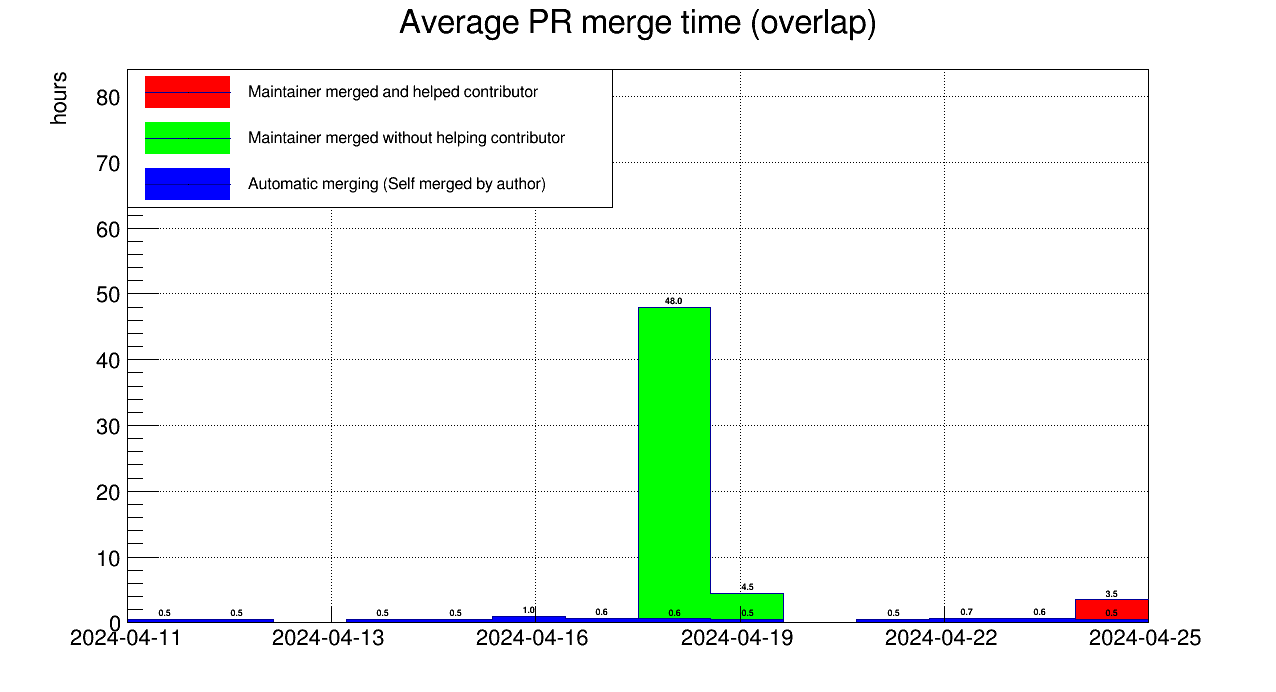 Average PR merge time (overlap)
hours
Maintainer merged and helped contributor
Maintainer merged without helping contributor
Automatic merging (Self merged by author)
80
70
60
50
40
30
20
10
0
48.0
4.5
3.5
0.5 0.5 0.5 0.5 1.0 0.6 0.6 0.5 0.5 0.7 0.6 0.5
2024-04-11 2024-04-13 2024-04-16 2024-04-19 2024-04-22 2024-04-25